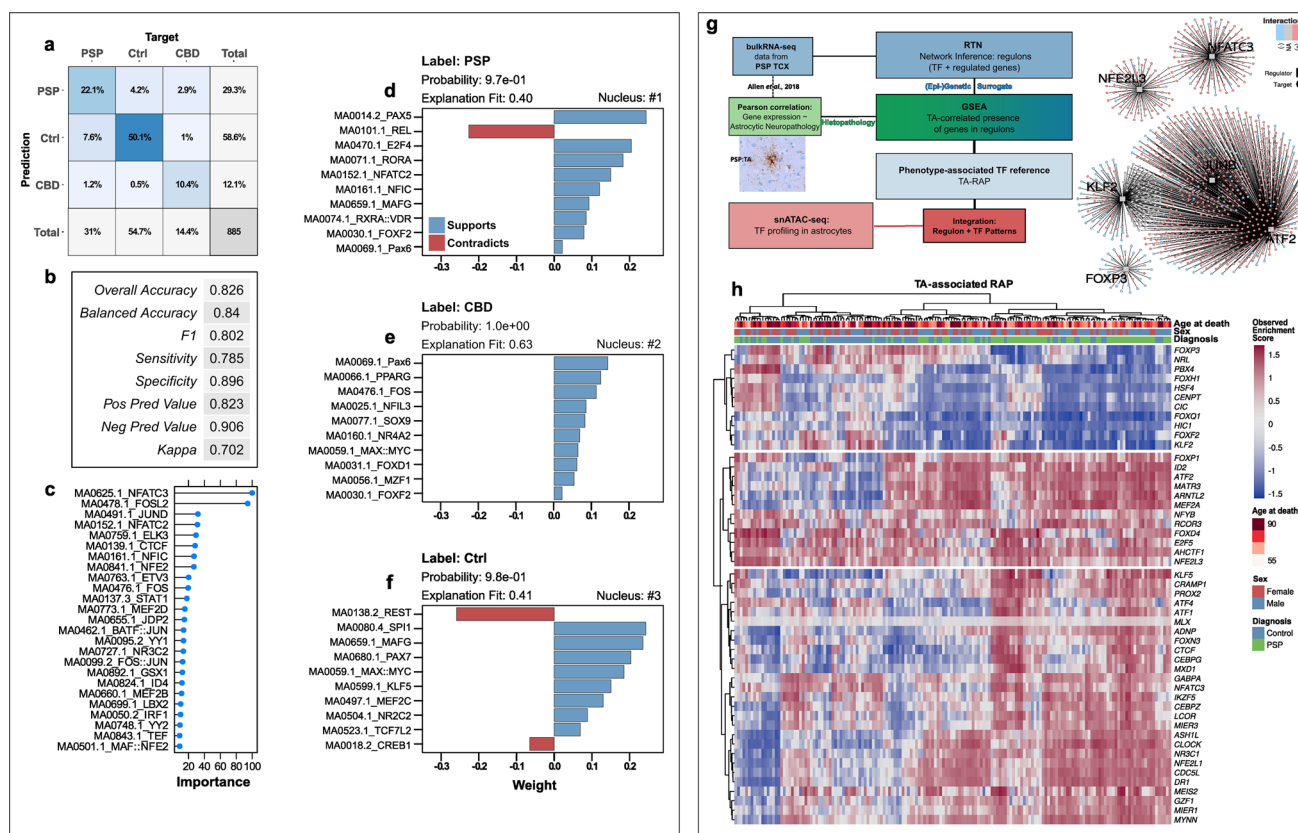 a
Target
PSP Ctrl CBD Total
Prediction
PSP 22.1% 4.2% 2.9% 29.3%
Ctrl 7.6% 50.1% 1% 58.6%
CBD 1.2% 0.5% 10.4% 12.1%
Total 31% 54.7% 14.4% 885
b
Overall Accuracy 0.826
Balanced Accuracy 0.84
F1 0.802
Sensitivity 0.785
Specificity 0.896
Pos Pred Value 0.823
Neg Pred Value 0.906
Kappa 0.702
c
MA0625.1_NFATC3
MA0478.1_FOSL2
MA0491.1_JUND
MA0152.1_NFATC2
MA0759.1_ELK3
MA0139.1_CTCF
MA0161.1_NFIC
MA0841.1_NFE2
MA0763.1_ETV3
MA0476.1_FOS
MA0137.3_STAT1
MA0773.1_MEF2D
MA0655.1_JDP2
MA0462.1_BATF::JUN
MA0095.2_YY1
MA0727.1_NR3C2
MA0099.2_FOS::JUN
MA0892.1_GSX1
MA0824.1_ID4
MA0660.1_MEF2B
MA0699.1_LBX2
MA0050.2_IRF1
MA0748.1_YY2
MA0843.1_TEF
MA0501.1_MAF::NFE2
20 40 60 80 100
Importance
Label: PSP
d
Probability: 9.7e-01
Explanation Fit: 0.40 Nucleus: #1
MA0014.2_PAX5
MA0101.1_REL
MA0470.1_E2F4
MA0071.1_RORA
MA0152.1_NFATC2
MA0161.1_NFIC
MA0659.1_MAFG
MA0074.1_RXRA::VDR
MA0030.1_FOXF2
MA0069.1_Pax6
Supports
Contradicts
-0.3 -0.2 -0.1 0.0 0.1 0.2
Label: CBD
e
Probability: 1.0e+00
Explanation Fit: 0.63 Nucleus: #2
MA0069.1_Pax6
MA0066.1_PPARG
MA0476.1_FOS
MA0025.1_NFIL3
MA0077.1_SOX9
MA0160.1_NR4A2
MA0059.1_MAX::MYC
MA0031.1_FOXD1
MA0056.1_MZF1
MA0030.1_FOXF2
-0.3 -0.2 -0.1 0.0 0.1 0.2
Label: Ctrl
f
Probability: 9.8e-01
Explanation Fit: 0.41 Nucleus: #3
MA0138.2_REST
MA0080.4_SPI1
MA0659.1_MAFG
MA0680.1_PAX7
MA0059.1_MAX::MYC
MA0599.1_KLF5
MA0497.1_MEF2C
MA0504.1_NR2C2
MA0523.1_TCF7L2
MA0018.2_CREB1
-0.3 -0.2 -0.1 0.0 0.1 0.2
Weight
g
bulkRNA-seq
data from
PSP TCX
RTN
Network Inference: regulons
(TF + regulated genes)
Allen et al., 2018
(Epi-)Genetic Surrogate
Pearson correlation:
Gene expression ~
Astrocytic Neuropathology
Histopathology
GSEA
TA-correlated presence
of genes in regulons
PSP:TA
Phenotype-associated TF reference
TA-RAP
snATAC-seq:
TF profiling in astrocytes
Integration:
Regulon + TF Patterns
NFATC3
NFE2L3
JUNB
KLF2
ATF2
FOXP3
Interaction
(-)
NA
(+)
Regulator
Target
h
TA-associated RAP
Age at death
Sex
Diagnosis
FOXP3
NRL
PBX4
FOXH1
HSF4
CENPT
CIC
FOXQ1
HIC1
FOXF2
KLF2
FOXP1
ID2
ATF2
MATR3
ARNTL2
MEF2A
NFYB
RCOR3
FOXD4
E2F5
AHCTF1
NFE2L3
KLF5
CRAMP1
PROX2
ATF4
ATF1
MLX
ADNP
FOXN3
CTCF
CEBPG
MXD1
GABPA
NFATC3
IKZF5
CEBPZ
LCOR
MIER3
ASH1L
CLOCK
NR3C1
NFE2L1
CDC5L
DR1
MEIS2
GZF1
MIER1
MYNN
Observed
Enrichment
Score
1.5
1
0.5
0
-0.5
-1
-1.5
Age at death
90
55
Sex
Female
Male
Diagnosis
Control
PSP